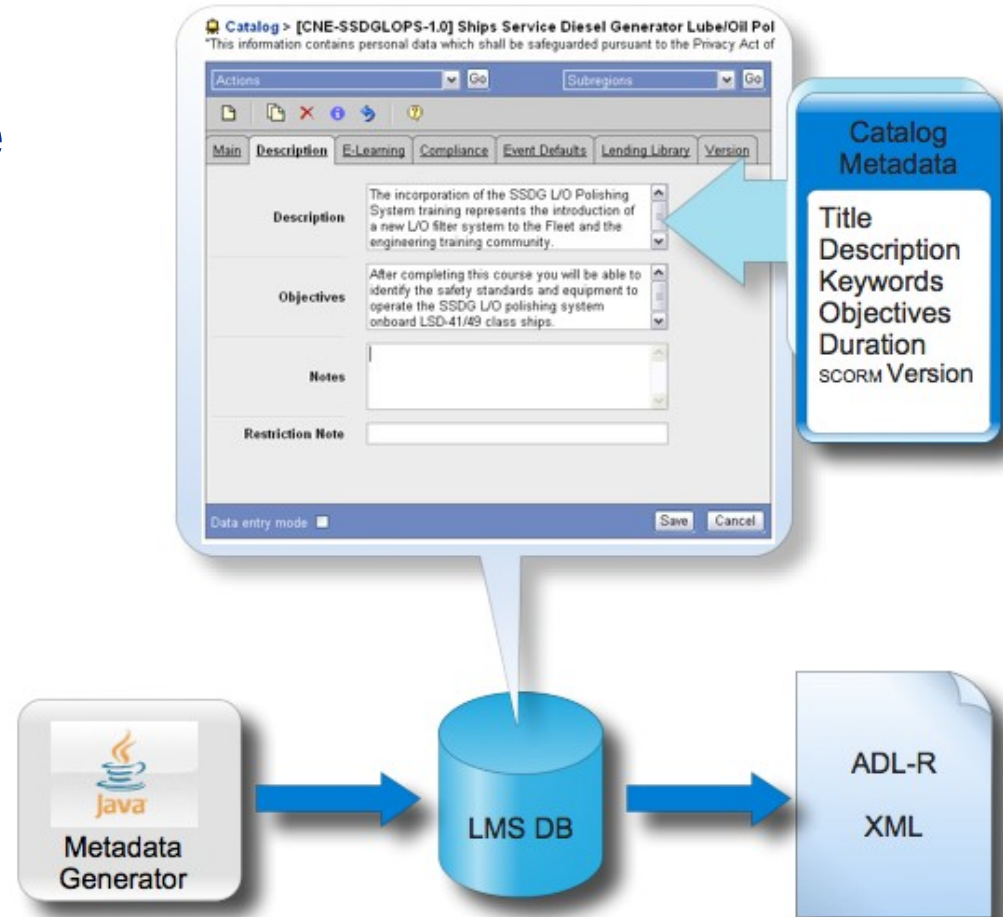 Catalog > [CNE-SSDGLOPS-1.0] Ships Service Diesel Generator Lube/Oil Pol
"This information contains personal data which shall be safeguarded pursuant to the Privacy Act of
Actions Go Subregions Go
Main Description E-Learning Compliance Event Defaults Lending Library Version
Description
The incorporation of the SSDG L/O Polishing
System training represents the introduction of
a new L/O filter system to the Fleet and the
engineering training community.
Objectives
After completing this course you will be able to
identify the safety standards and equipment to
operate the SSDG L/O polishing system
onboard LSD-41/49 class ships.
Notes
Restriction Note
Data entry mode Save Cancel
Catalog
Metadata
Title
Description
Keywords
Objectives
Duration
SCORM Version
Java
Metadata
Generator
LMS DB
ADL-R
XML